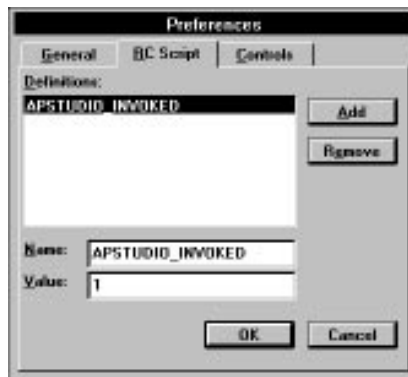 Preferences
General RC Script Controls
Definitions:
APSTUDIO_INVOKED
Add
Remove
Name: APSTUDIO_INVOKED
Value: 1
OK Cancel